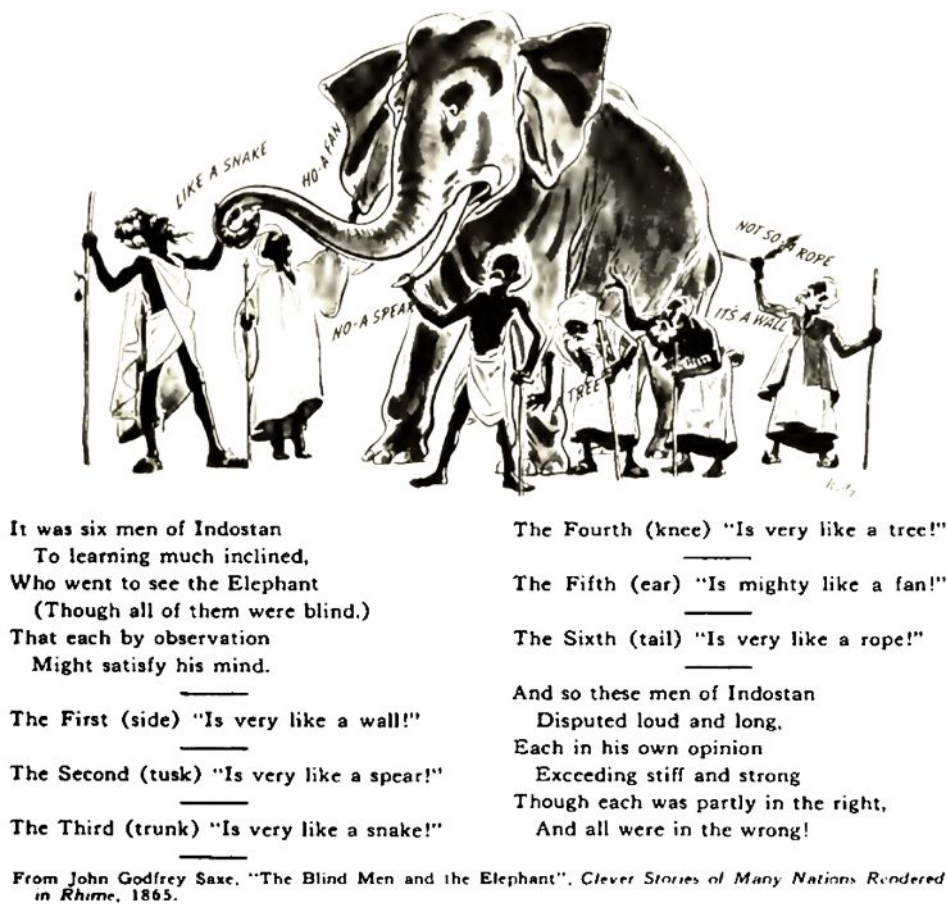 LIKE A SNAKE
HO-A FAN
NO-A SPEAR
TREE
IT'S A WALL
NOT SO-A ROPE
It was six men of Indostan
To learning much inclined,
Who went to see the Elephant
(Though all of them were blind.)
That each by observation
Might satisfy his mind.
The First (side) "Is very like a wall!"
The Second (tusk) "Is very like a spear!"
The Third (trunk) "Is very like a snake!"
The Fourth (knee) "Is very like a tree!"
The Fifth (ear) "Is mighty like a fan!"
The Sixth (tail) "Is very like a rope!"
And so these men of Indostan
Disputed loud and long,
Each in his own opinion
Exceeding stiff and strong
Though each was partly in the right,
And all were in the wrong!
From John Godfrey Saxe, "The Blind Men and the Elephant", Clever Stories of Many Nations Rendered
in Rhime, 1865.